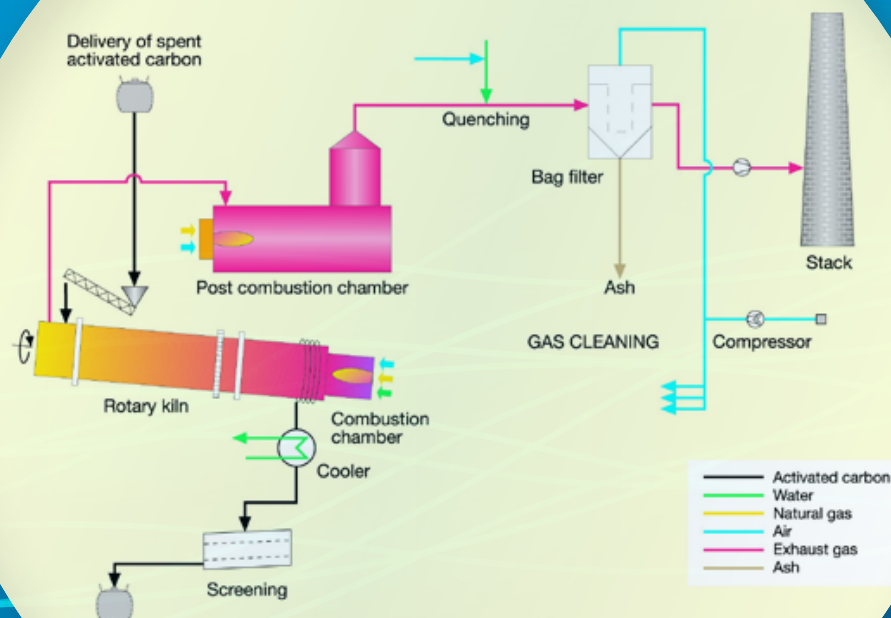 Delivery of spent
activated carbon
Quenching
Bag filter
Stack
Post combustion chamber
Ash
GAS CLEANING
Compressor
Rotary kiln
Combustion
chamber
Cooler
Screening
Activated carbon
Water
Natural gas
Air
Exhaust gas
Ash